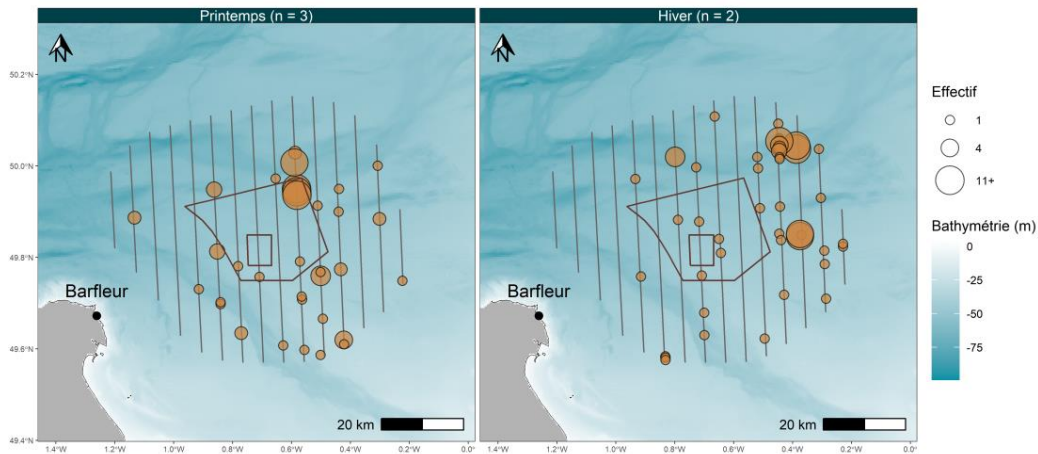 Printemps (n = 3)
Hiver (n = 2)
N
N
50.2°N
50.0°N
49.8°N
49.6°N
49.4°N
Barfleur
Barfleur
20 km
20 km
1.4°W 1.2°W 1.0°W 0.8°W 0.6°W 0.4°W 0.2°W 0.0°
1.4°W 1.2°W 1.0°W 0.8°W 0.6°W 0.4°W 0.2°W 0.0°
Effectif
1
4
11+
Bathymétrie (m)
0
-25
-50
-75